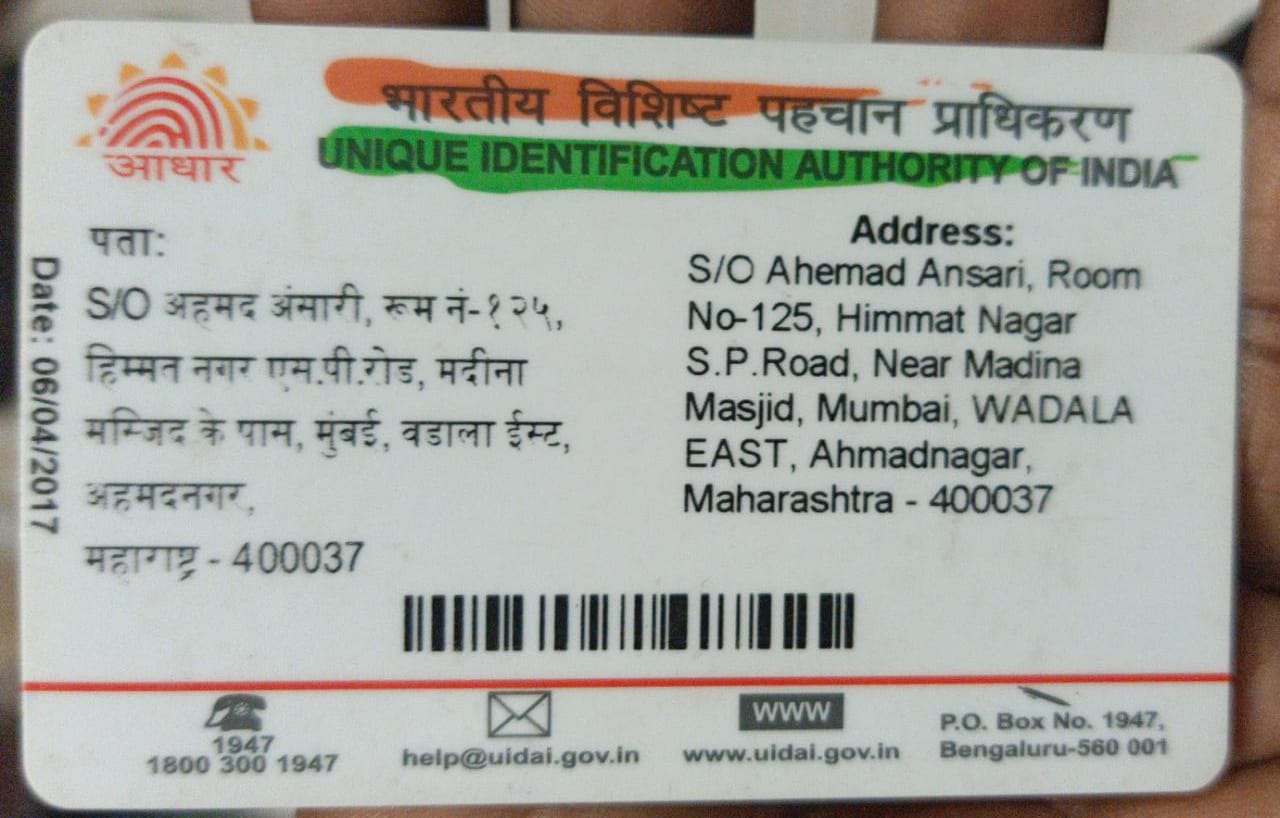 आधार
भारतीय विशिष्ट पहचान प्राधिकरण
UNIQUE IDENTIFICATION AUTHORITY OF INDIA
Date: 06/04/2017
पता:
S/O अहमद अंसारी, रूम नं-१२५,
हिम्मत नगर एस.पी.रोड, मदीना
मस्जिद के पास, मुंबई, वडाला ईस्ट,
अहमदनगर,
महाराष्ट्र - 400037
Address:
S/O Ahemad Ansari, Room
No-125, Himmat Nagar
S.P.Road, Near Madina
Masjid, Mumbai, WADALA
EAST, Ahmadnagar,
Maharashtra - 400037
1947
1800 300 1947
help@uidai.gov.in
WWW
www.uidai.gov.in
P.O. Box No. 1947,
Bengaluru-560 001